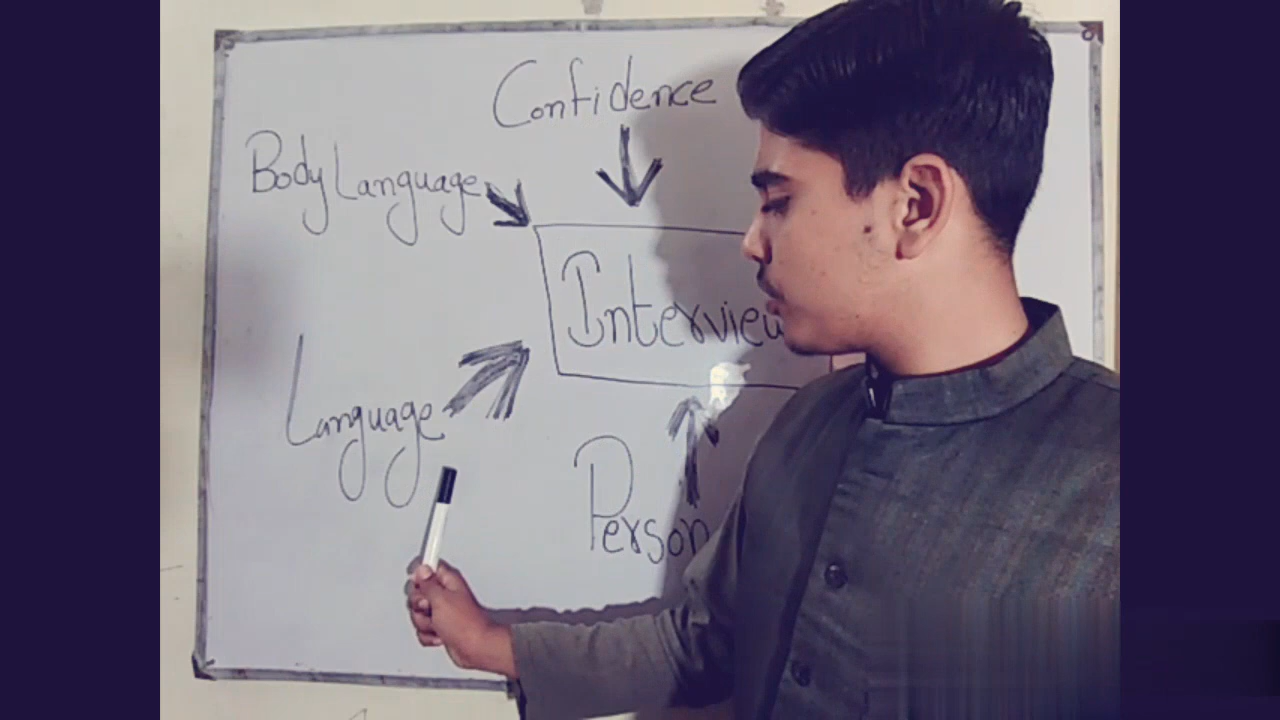 Confidence
Body Language
Interview
Language
Person